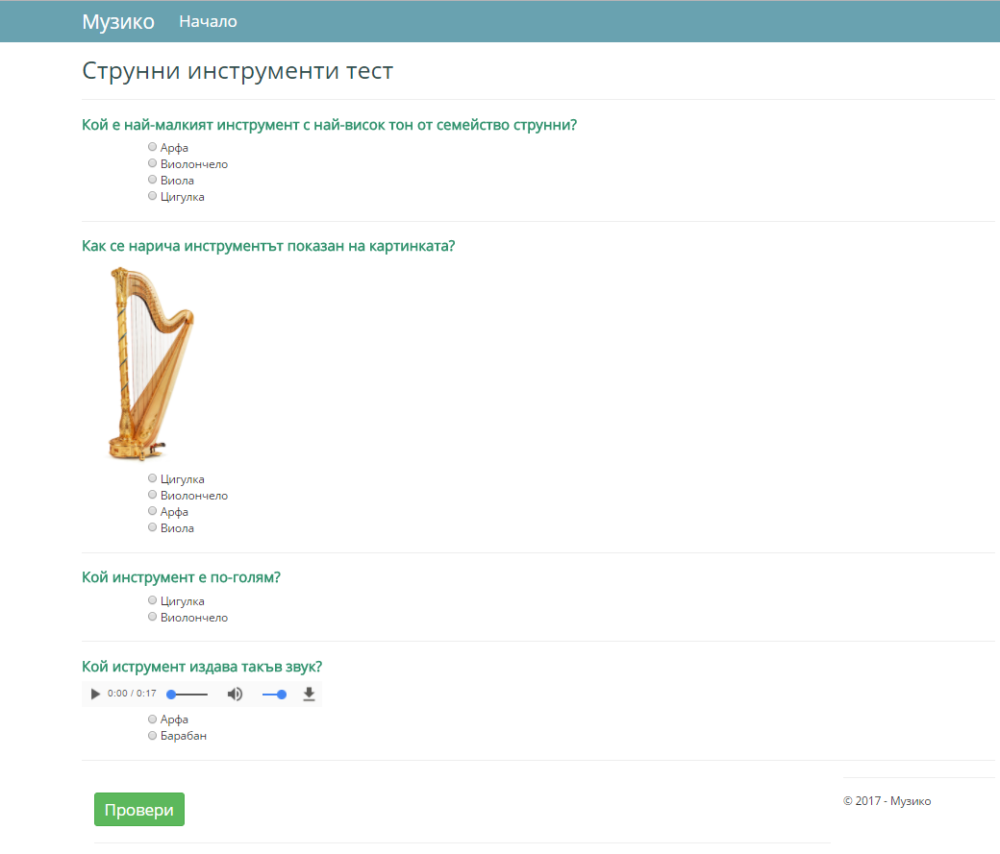 Музико Начало
Струнни инструменти тест
Кой е най-малкият инструмент с най-висок тон от семейство струнни?
Арфа
Виолончело
Виола
Цигулка
Как се нарича инструментът показан на картинката?
Цигулка
Виолончело
Арфа
Виола
Кой инструмент е по-голям?
Цигулка
Виолончело
Кой иструмент издава такъв звук?
0:00 / 0:17
Арфа
Барабан
Провери
© 2017 - Музико